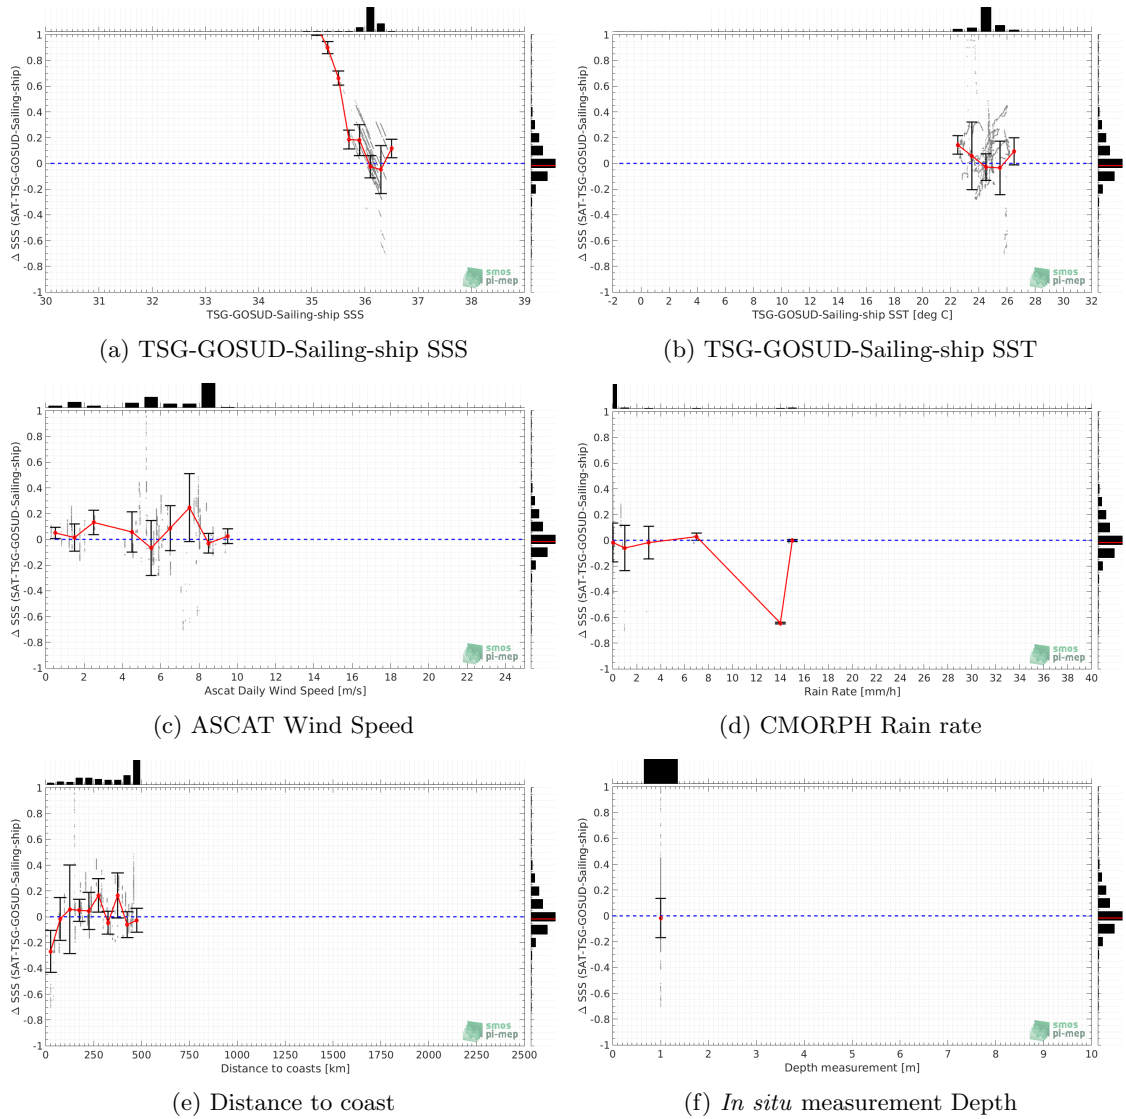 Δ SSS (SAT-TSG-GOSUD-Sailing-ship)
1
0.8
0.6
0.4
0.2
0
-0.2
-0.4
-0.6
-0.8
-1
30 31 32 33 34 35 36 37 38 39
TSG-GOSUD-Sailing-ship SSS
smos
pi-mep
(a) TSG-GOSUD-Sailing-ship SSS
Δ SSS (SAT-TSG-GOSUD-Sailing-ship)
1
0.8
0.6
0.4
0.2
0
-0.2
-0.4
-0.6
-0.8
-1
-2 0 2 4 6 8 10 12 14 16 18 20 22 24 26 28 30 32
TSG-GOSUD-Sailing-ship SST [deg C]
smos
pi-mep
(b) TSG-GOSUD-Sailing-ship SST
Δ SSS (SAT-TSG-GOSUD-Sailing-ship)
1
0.8
0.6
0.4
0.2
0
-0.2
-0.4
-0.6
-0.8
-1
0 2 4 6 8 10 12 14 16 18 20 22 24
Ascat Daily Wind Speed [m/s]
smos
pi-mep
(c) ASCAT Wind Speed
Δ SSS (SAT-TSG-GOSUD-Sailing-ship)
1
0.8
0.6
0.4
0.2
0
-0.2
-0.4
-0.6
-0.8
-1
0 2 4 6 8 10 12 14 16 18 20 22 24 26 28 30 32 34 36 38 40
Rain Rate [mm/h]
smos
pi-mep
(d) CMORPH Rain rate
Δ SSS (SAT-TSG-GOSUD-Sailing-ship)
1
0.8
0.6
0.4
0.2
0
-0.2
-0.4
-0.6
-0.8
-1
0 250 500 750 1000 1250 1500 1750 2000 2250 2500
Distance to coasts [km]
smos
pi-mep
(e) Distance to coast
Δ SSS (SAT-TSG-GOSUD-Sailing-ship)
1
0.8
0.6
0.4
0.2
0
-0.2
-0.4
-0.6
-0.8
-1
0 1 2 3 4 5 6 7 8 9 10
Depth measurement [m]
smos
pi-mep
(f) In situ measurement Depth